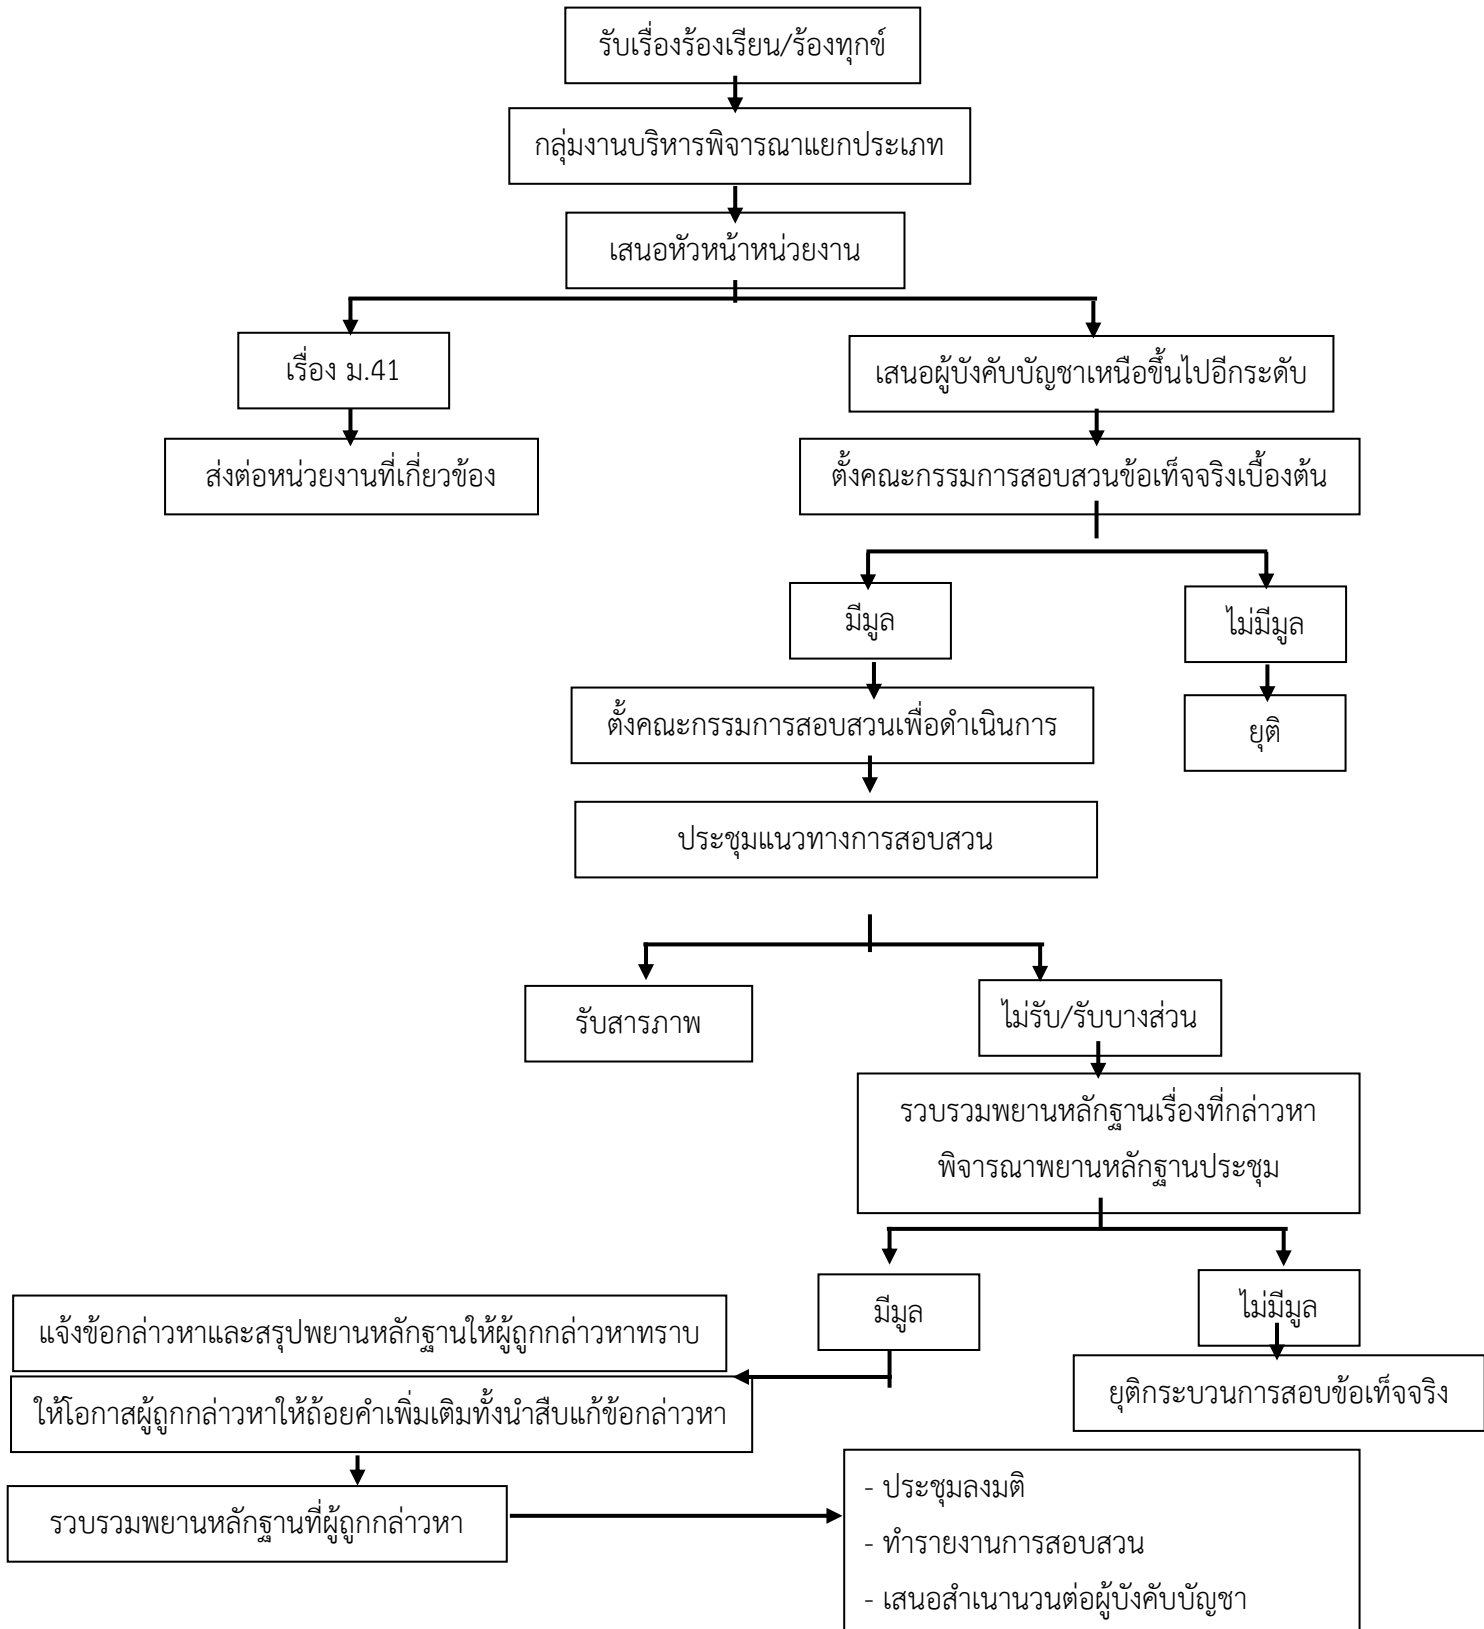 รับเรื่องร้องเรียน/ร้องทุกข์
กลุ่มงานบริหารพิจารณาแยกประเภท
เสนอหัวหน้าหน่วยงาน
เรื่อง ม.41
เสนอผู้บังคับบัญชาเหนือขึ้นไปอีกระดับ
ส่งต่อหน่วยงานที่เกี่ยวข้อง
ตั้งคณะกรรมการสอบสวนข้อเท็จจริงเบื้องต้น
มีมูล
ไม่มีมูล
ตั้งคณะกรรมการสอบสวนเพื่อดำเนินการ
ยุติ
ประชุมแนวทางการสอบสวน
รับสารภาพ
ไม่รับ/รับบางส่วน
รวบรวมพยานหลักฐานเรื่องที่กล่าวหา
พิจารณาพยานหลักฐานประชุม
มีมูล
ไม่มีมูล
แจ้งข้อกล่าวหาและสรุปพยานหลักฐานให้ผู้ถูกกล่าวหาทราบ
ยุติกระบวนการสอบข้อเท็จจริง
ให้โอกาสผู้ถูกกล่าวหาให้ถ้อยคำเพิ่มเติมทั้งนำสืบแก้ข้อกล่าวหา
รวบรวมพยานหลักฐานที่ผู้ถูกกล่าวหา
- ประชุมลงมติ
- ทำรายงานการสอบสวน
- เสนอสำเนานวนต่อผู้บังคับบัญชา